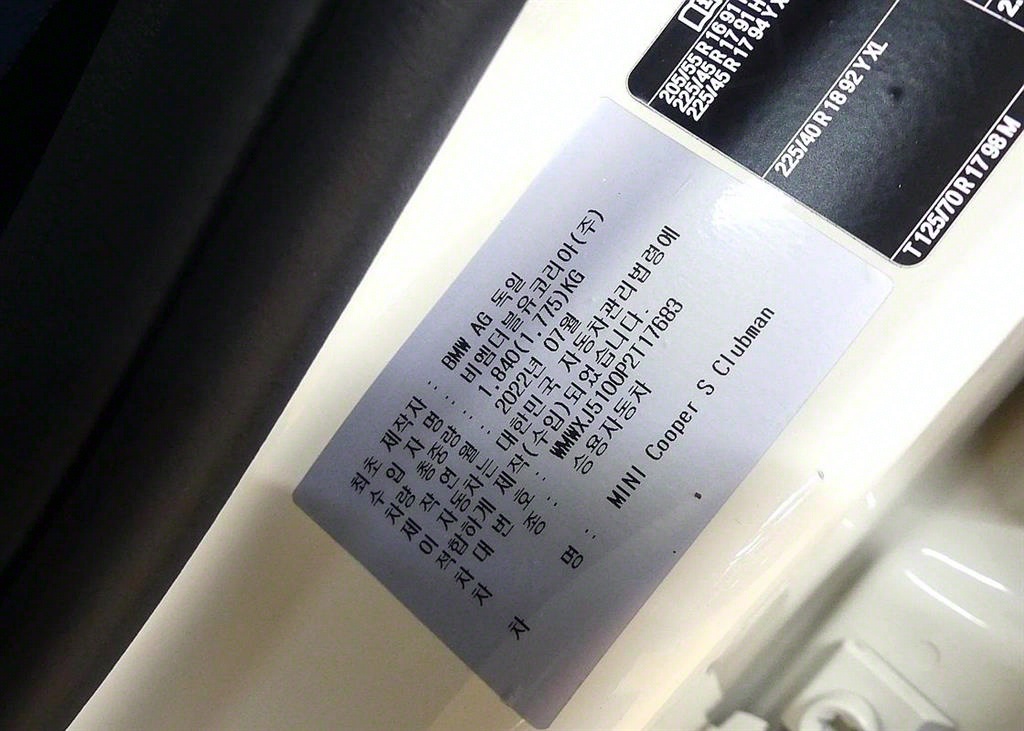 205/55 R 16 91
225/45 R 17 91 H
225/45 R 17 94 Y X
225/40 R 18 92 Y XL
T 125/70 R 17 98 M
최초 제작자 : BMW AG 독일
수입자명 : 비엠더블유코리아(주)
차량총중량 : 1.840(1.775)KG
제작연월 : 2022년 07월
이 자동차는 대한민국 자동차관리법령에
적합하게 제작(수입)되었습니다.
차대번호 : WMWXJ5100P2T17683
차종 : 승용자동차
차명 : MINI Cooper S Clubman